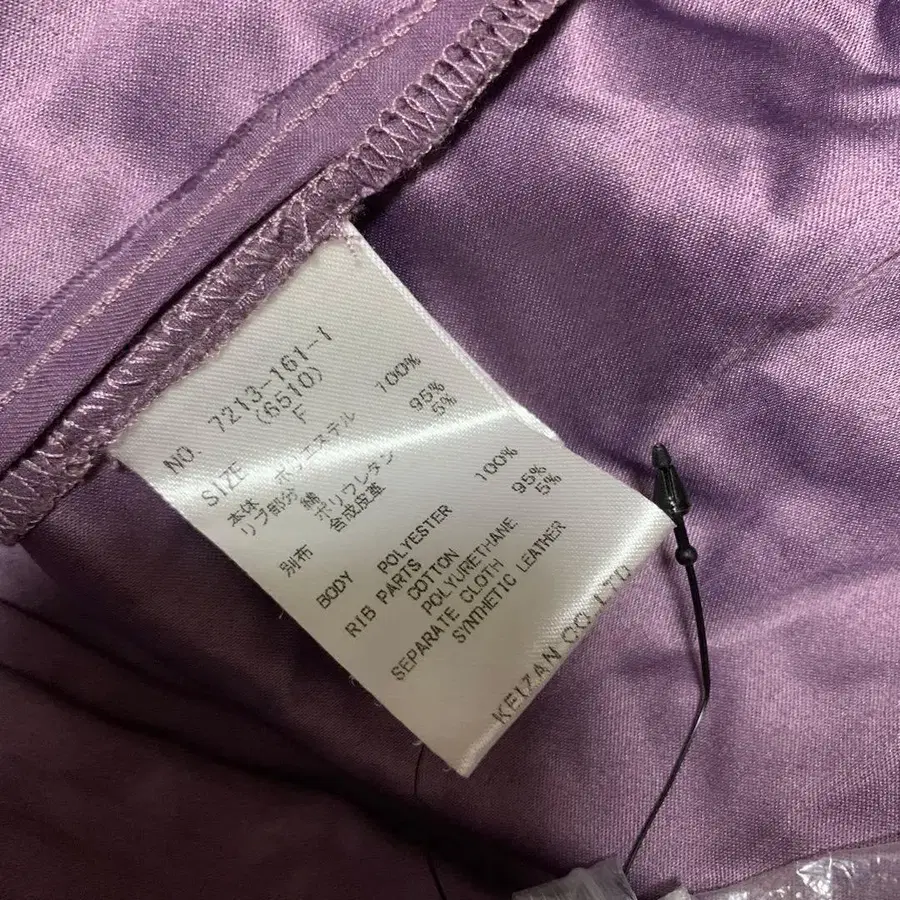 NO. 7213-161-1
(6510)
SIZE F
本体 ポリエステル 100%
リブ部分 綿 95%
ポリウレタン 5%
別布 合成皮革
BODY POLYESTER 100%
RIB PARTS
COTTON 95%
POLYURETHANE 5%
SEPARATE CLOTH
SYNTHETIC LEATHER
KEIZAN CO.LTD